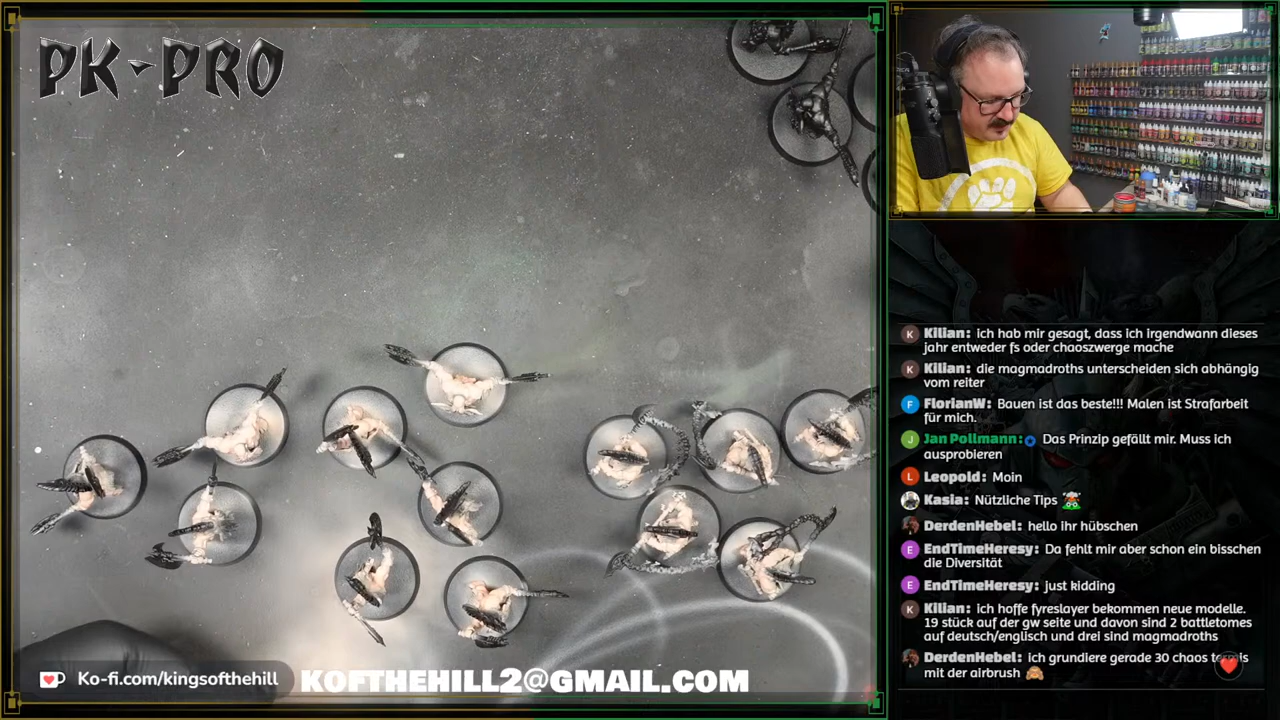 PK-PRO
Kilian: ich hab mir gesagt, dass ich irgendwann dieses
jahr entweder fs oder chaoszwerge mache
Kilian: die magmadroths unterscheiden sich abhängig
vom reiter
FlorianW: Bauen ist das beste!!! Malen ist Strafarbeit
für mich.
Jan Pollmann: Das Prinzip gefällt mir. Muss ich
ausprobieren
Leopold: Moin
Kasia: Nützliche Tips
DerdenHebel: hello ihr hübschen
EndTimeHeresy: Da fehlt mir aber schon ein bisschen
die Diversität
EndTimeHeresy: just kidding
Kilian: ich hoffe fyreslayer bekommen neue modelle.
19 stück auf der gw seite und davon sind 2 battletomes
auf deutsch/englisch und drei sind magmadroths
DerdenHebel: ich grundiere gerade 30 chaos
mit der airbrush
Ko-fi.com/kingsofthehill
KOFTHEHILL2@GMAIL.COM